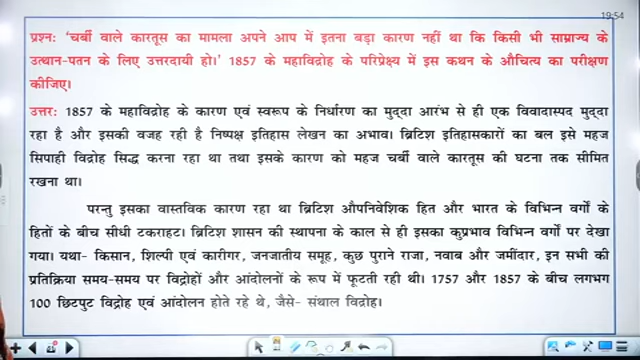 19:54
प्रश्न: 'चर्बी वाले कारतूस का मामला अपने आप में इतना बड़ा कारण नहीं था कि किसी भी साम्राज्य के
उत्थान-पतन के लिए उत्तरदायी हो।' 1857 के महाविद्रोह के परिप्रेक्ष्य में इस कथन के औचित्य का परीक्षण
कीजिए।
उत्तर: 1857 के महाविद्रोह के कारण एवं स्वरूप के निर्धारण का मुद्दा आरंभ से ही एक विवादास्पद मुद्दा
रहा है और इसकी वजह रही है निष्पक्ष इतिहास लेखन का अभाव। ब्रिटिश इतिहासकारों का बल इसे महज
सिपाही विद्रोह सिद्ध करना रहा था तथा इसके कारण को महज चर्बी वाले कारतूस की घटना तक सीमित
रखना था।
परन्तु इसका वास्तविक कारण रहा था ब्रिटिश औपनिवेशिक हित और भारत के विभिन्न वर्गों के
हितों के बीच सीधी टकराहट। ब्रिटिश शासन की स्थापना के काल से ही इसका कुप्रभाव विभिन्न वर्गों पर देखा
गया। यथा- किसान, शिल्पी एवं कारीगर, जनजातीय समूह, कुछ पुराने राजा, नवाब और जमींदार, इन सभी की
प्रतिक्रिया समय-समय पर विद्रोहों और आंदोलनों के रूप में फूटती रही थी। 1757 और 1857 के बीच लगभग
100 छिटपुट विद्रोह एवं आंदोलन होते रहे थे, जैसे- संथाल विद्रोह।